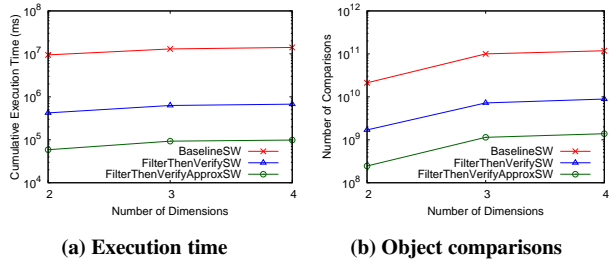 10^8
10^7
10^6
10^5
10^4
Cumulative Execution Time (ms)
BaselineSW
FilterThenVerifySW
FilterThenVerifyApproxSW
2 3 4
Number of Dimensions
(a) Execution time
10^12
10^11
10^10
10^9
10^8
Number of Comparisons
BaselineSW
FilterThenVerifySW
FilterThenVerifyApproxSW
2 3 4
Number of Dimensions
(b) Object comparisons